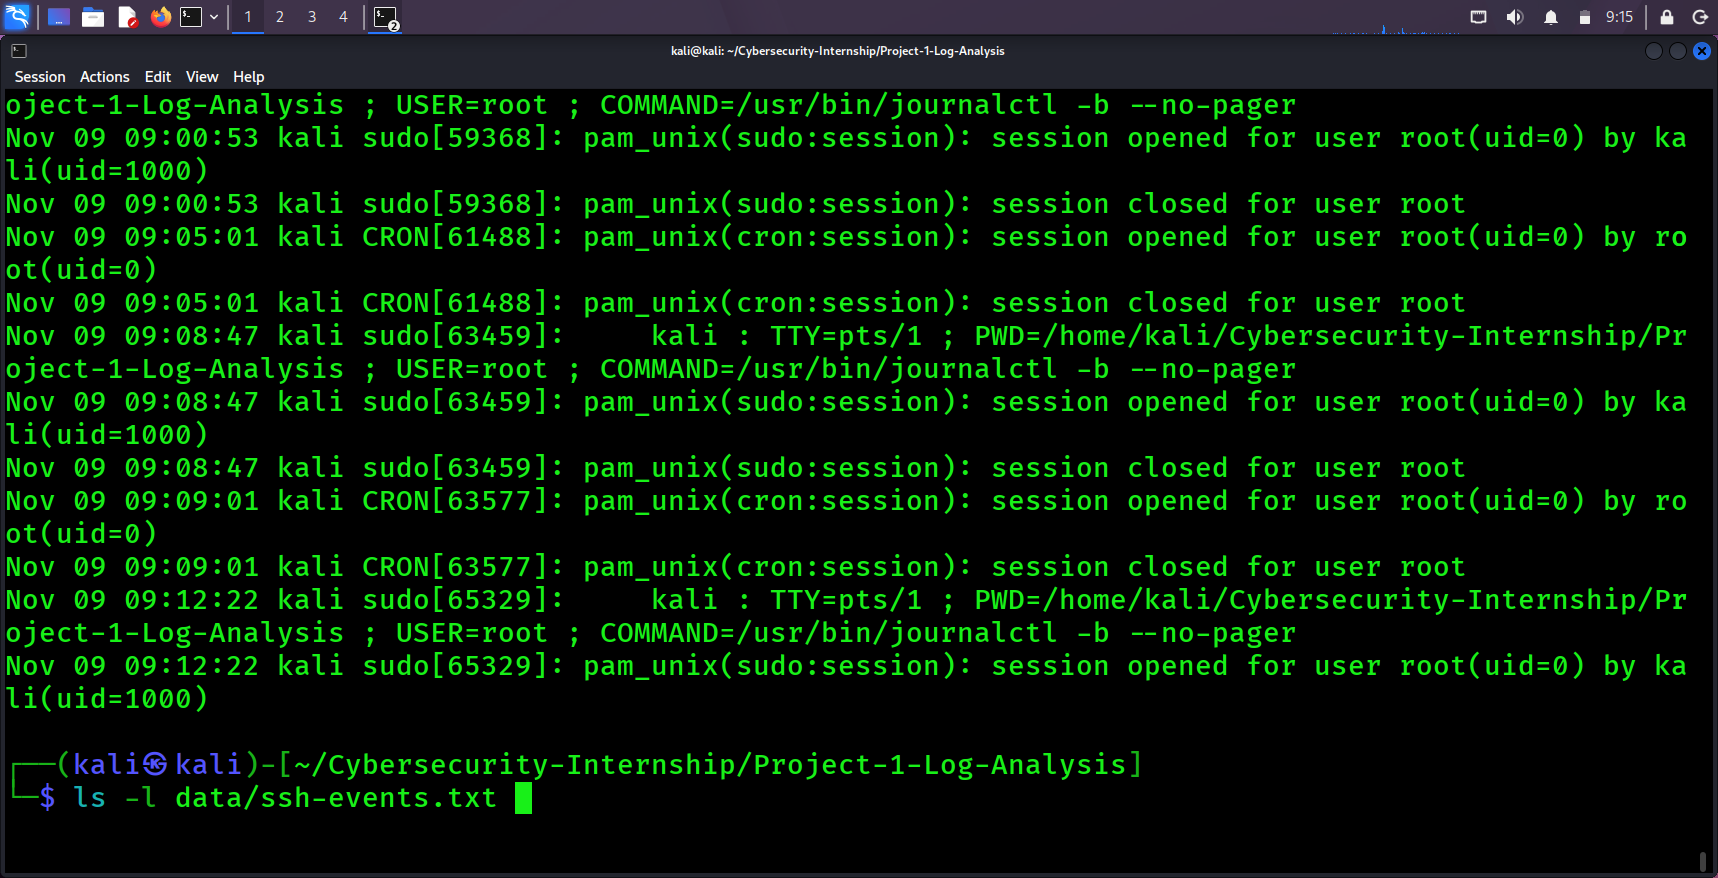 1 2 3 4 2 9:15
kali@kali: ~/Cybersecurity-Internship/Project-1-Log-Analysis
Session Actions Edit View Help
oject-1-Log-Analysis ; USER=root ; COMMAND=/usr/bin/journalctl -b --no-pager
Nov 09 09:00:53 kali sudo[59368]: pam_unix(sudo:session): session opened for user root(uid=0) by ka
li(uid=1000)
Nov 09 09:00:53 kali sudo[59368]: pam_unix(sudo:session): session closed for user root
Nov 09 09:05:01 kali CRON[61488]: pam_unix(cron:session): session opened for user root(uid=0) by ro
ot(uid=0)
Nov 09 09:05:01 kali CRON[61488]: pam_unix(cron:session): session closed for user root
Nov 09 09:08:47 kali sudo[63459]:     kali : TTY=pts/1 ; PWD=/home/kali/Cybersecurity-Internship/Pr
oject-1-Log-Analysis ; USER=root ; COMMAND=/usr/bin/journalctl -b --no-pager
Nov 09 09:08:47 kali sudo[63459]: pam_unix(sudo:session): session opened for user root(uid=0) by ka
li(uid=1000)
Nov 09 09:08:47 kali sudo[63459]: pam_unix(sudo:session): session closed for user root
Nov 09 09:09:01 kali CRON[63577]: pam_unix(cron:session): session opened for user root(uid=0) by ro
ot(uid=0)
Nov 09 09:09:01 kali CRON[63577]: pam_unix(cron:session): session closed for user root
Nov 09 09:12:22 kali sudo[65329]:     kali : TTY=pts/1 ; PWD=/home/kali/Cybersecurity-Internship/Pr
oject-1-Log-Analysis ; USER=root ; COMMAND=/usr/bin/journalctl -b --no-pager
Nov 09 09:12:22 kali sudo[65329]: pam_unix(sudo:session): session opened for user root(uid=0) by ka
li(uid=1000)
┌──(kali㉿kali)-[~/Cybersecurity-Internship/Project-1-Log-Analysis]
└─$ ls -l data/ssh-events.txt